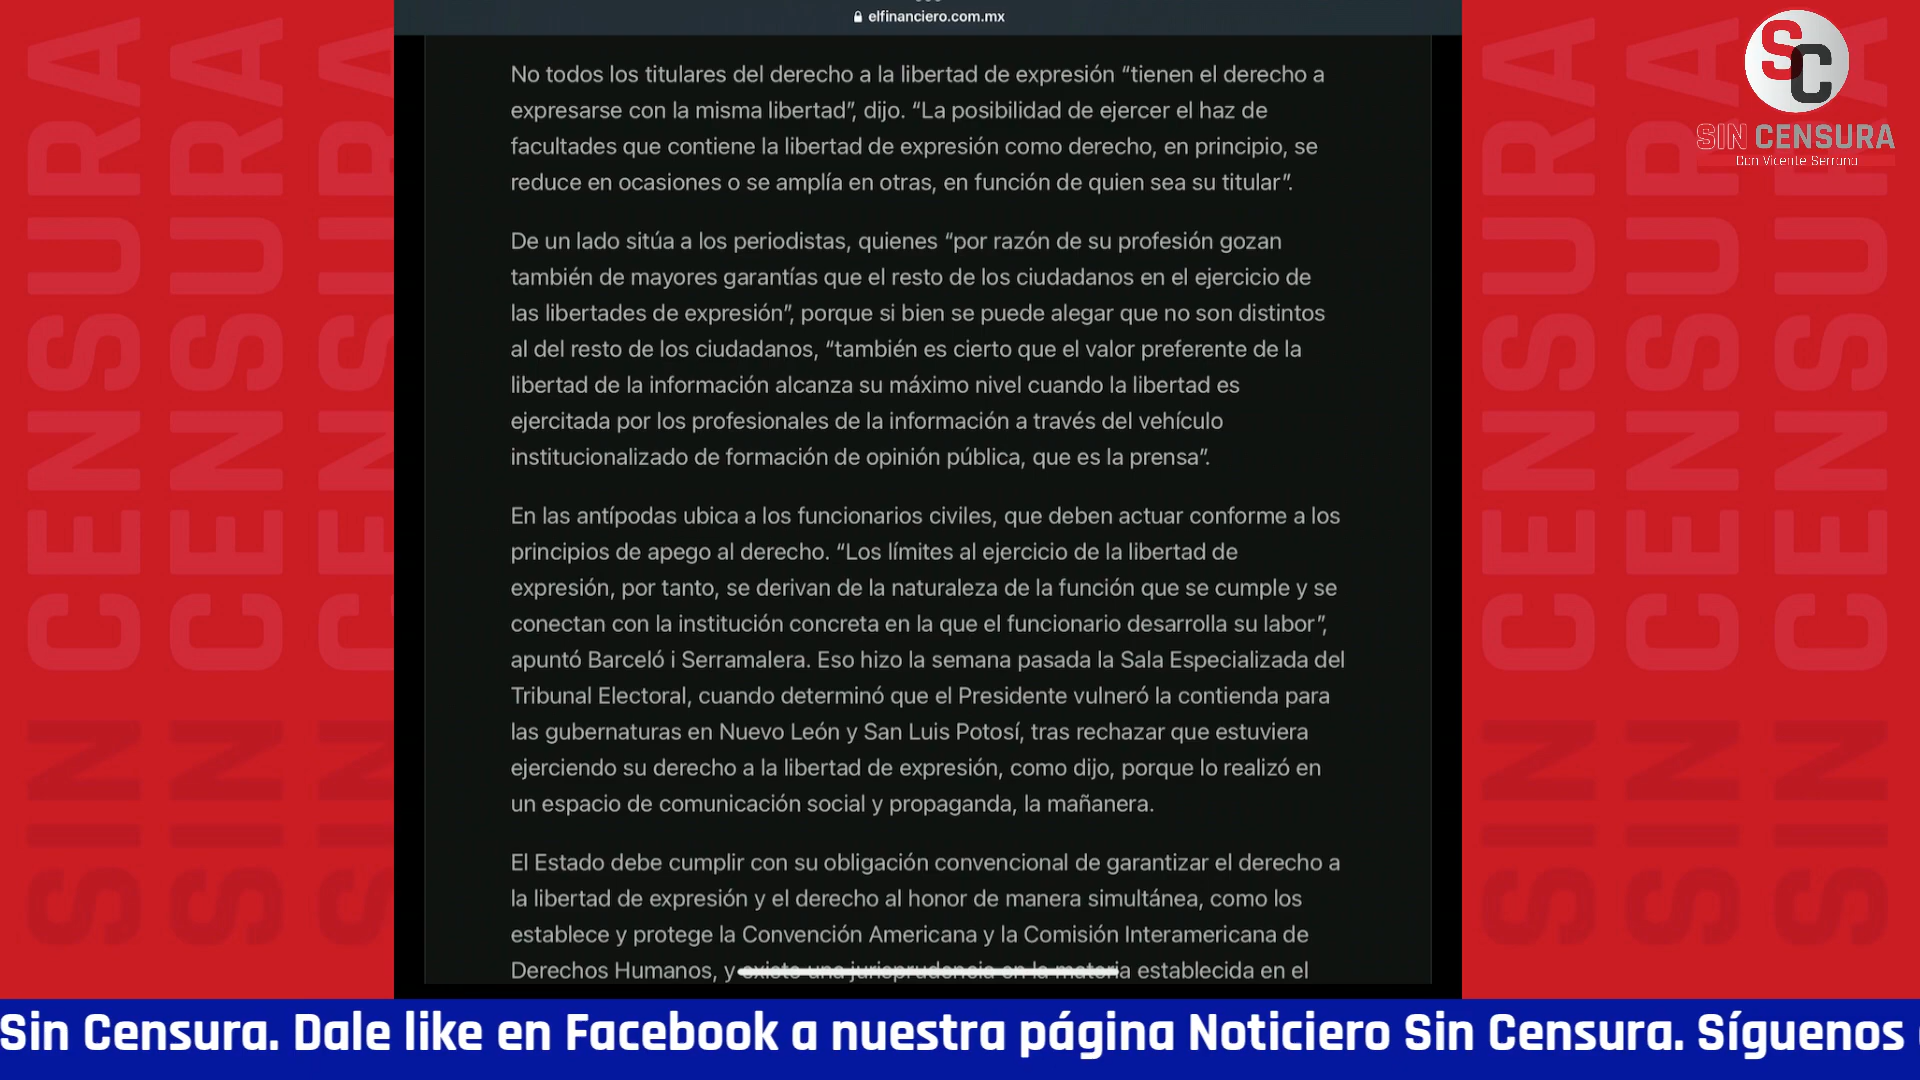 elfinanciero.com.mx
No todos los titulares del derecho a la libertad de expresión “tienen el derecho a
expresarse con la misma libertad”, dijo. “La posibilidad de ejercer el haz de
facultades que contiene la libertad de expresión como derecho, en principio, se
reduce en ocasiones o se amplía en otras, en función de quien sea su titular”.
De un lado sitúa a los periodistas, quienes “por razón de su profesión gozan
también de mayores garantías que el resto de los ciudadanos en el ejercicio de
las libertades de expresión”, porque si bien se puede alegar que no son distintos
al del resto de los ciudadanos, “también es cierto que el valor preferente de la
libertad de la información alcanza su máximo nivel cuando la libertad es
ejercitada por los profesionales de la información a través del vehículo
institucionalizado de formación de opinión pública, que es la prensa”.
En las antípodas ubica a los funcionarios civiles, que deben actuar conforme a los
principios de apego al derecho. “Los límites al ejercicio de la libertad de
expresión, por tanto, se derivan de la naturaleza de la función que se cumple y se
conectan con la institución concreta en la que el funcionario desarrolla su labor”,
apuntó Barceló i Serramalera. Eso hizo la semana pasada la Sala Especializada del
Tribunal Electoral, cuando determinó que el Presidente vulneró la contienda para
las gubernaturas en Nuevo León y San Luis Potosí, tras rechazar que estuviera
ejerciendo su derecho a la libertad de expresión, como dijo, porque lo realizó en
un espacio de comunicación social y propaganda, la mañanera.
El Estado debe cumplir con su obligación convencional de garantizar el derecho a
la libertad de expresión y el derecho al honor de manera simultánea, como los
establece y protege la Convención Americana y la Comisión Interamericana de
Derechos Humanos, y existe una jurisprudencia en la materia establecida en el
SC
SIN CENSURA
Con Vicente Serrano
SIN CENSURA
SIN CENSURA
SIN CENSURA
SIN CENSURA
SIN CENSURA
SIN CENSURA
Sin Censura. Dale like en Facebook a nuestra página Noticiero Sin Censura. Síguenos